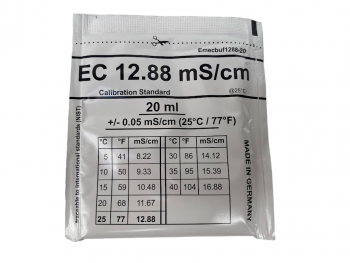 Emecbuf1288-20
EC 12.88 mS/cm
Calibration Standard @25°C
20 ml
+/- 0.05 mS/cm (25°C / 77°F)
°C °F mS/cm
5 41 8.22
10 50 9.33
15 59 10.48
20 68 11.67
25 77 12.88
°C °F mS/cm
30 86 14.12
35 95 15.39
40 104 16.88
traceable to international standards (NIST)
MADE IN GERMANY